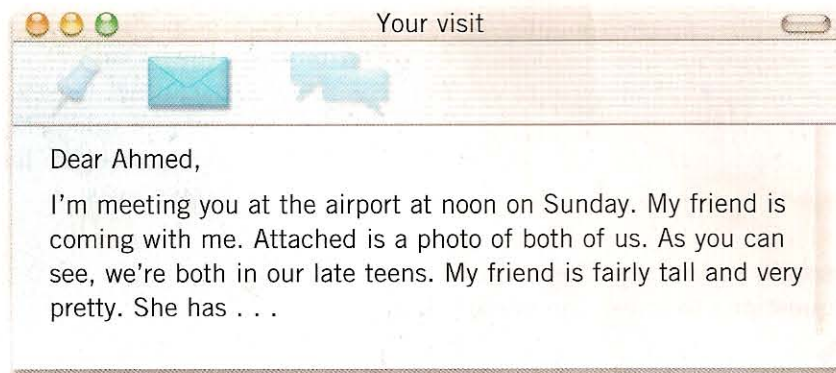 Your visit
Dear Ahmed,
I'm meeting you at the airport at noon on Sunday. My friend is
coming with me. Attached is a photo of both of us. As you can
see, we're both in our late teens. My friend is fairly tall and very
pretty. She has . . .